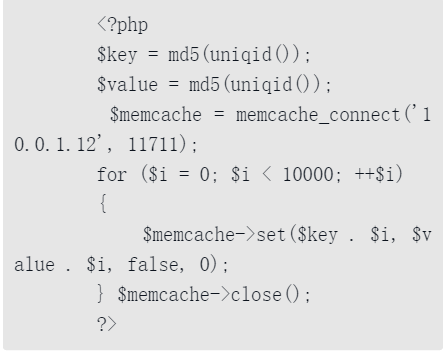 <?php
$key = md5(uniqid());
$value = md5(uniqid());
$memcache = memcache_connect('1
0.0.1.12', 11711);
for ($i = 0; $i < 10000; ++$i)
{
$memcache->set($key . $i, $v
alue . $i, false, 0);
} $memcache->close();
?>